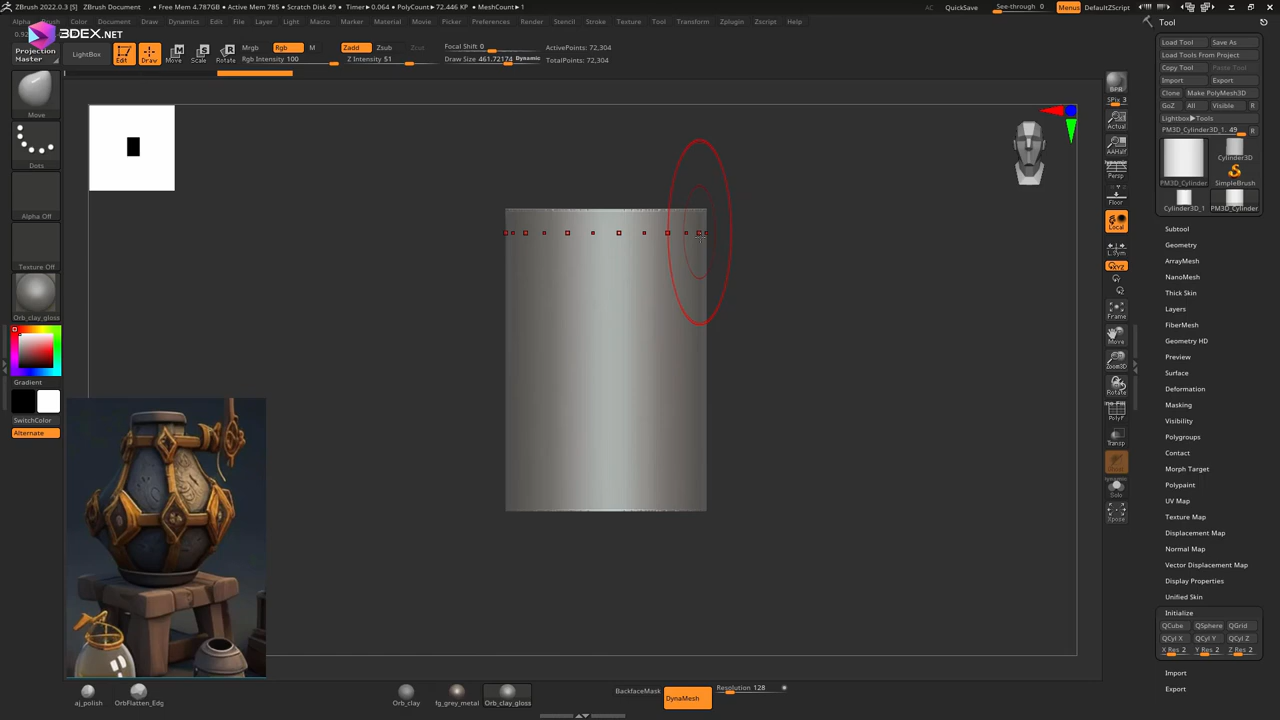 ZBrush 2022.0.3 [S] ZBrush Document
• Free Mem 4.787GB • Active Mem 785 • Scratch Disk 49 • Timer▶0.064 • PolyCount▶72.446 KP • MeshCount▶1
AC QuickSave See-through 0 Menus DefaultZScript
Alpha Brush Color Document Draw Dynamics Edit File Layer Light Macro Marker Material Movie Picker Preferences Render Stencil Stroke Texture Tool Transform Zplugin Zscript Help
3DEX.NET
Projection Master
LightBox
Edit
Draw
Move
Scale
Rotate
Mrgb Rgb M
Rgb Intensity 100
Zadd Zsub Zcut
Z Intensity 51
Focal Shift 0
Draw Size 461.72174 Dynamic
ActivePoints: 72,304
TotalPoints: 72,304
Move
Dots
Alpha Off
Texture Off
Orb_clay_gloss
Gradient
SwitchColor
Alternate
BPR
SPix 3
Actual
AAHalf
Dynamic
Persp
Floor
Local
L.Sym
Frame
Move
Zoom3D
Rotate
Line Fill
PolyF
Transp
Dynamic
Solo
Xpose
Tool
Load Tool Save As
Load Tools From Project
Copy Tool Paste Tool
Import Export
Clone Make PolyMesh3D
GoZ All Visible R
Lightbox▶Tools
PM3D_Cylinder3D_1. 49 R
PM3D_Cylinder
Cylinder3D
SimpleBrush
Cylinder3D_1
PM3D_Cylinder
Subtool
Geometry
ArrayMesh
NanoMesh
Thick Skin
Layers
FiberMesh
Geometry HD
Preview
Surface
Deformation
Masking
Visibility
Polygroups
Contact
Morph Target
Polypaint
UV Map
Texture Map
Displacement Map
Normal Map
Vector Displacement Map
Display Properties
Unified Skin
Initialize
QCube QSphere QGrid
QCyl X QCyl Y QCyl Z
X Res 2 Y Res 2 Z Res 2
Import
Export
aj_polish
OrbFlatten_Edg
Orb_clay
fg_grey_metal
Orb_clay_gloss
BackfaceMask
DynaMesh
Resolution 128